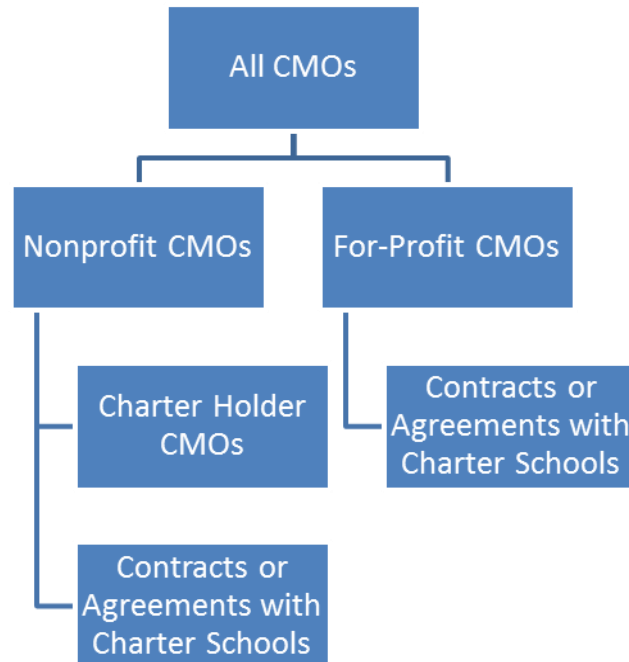 All CMOs
Nonprofit CMOs
For-Profit CMOs
Charter Holder
CMOs
Contracts or
Agreements with
Charter Schools
Contracts or
Agreements with
Charter Schools